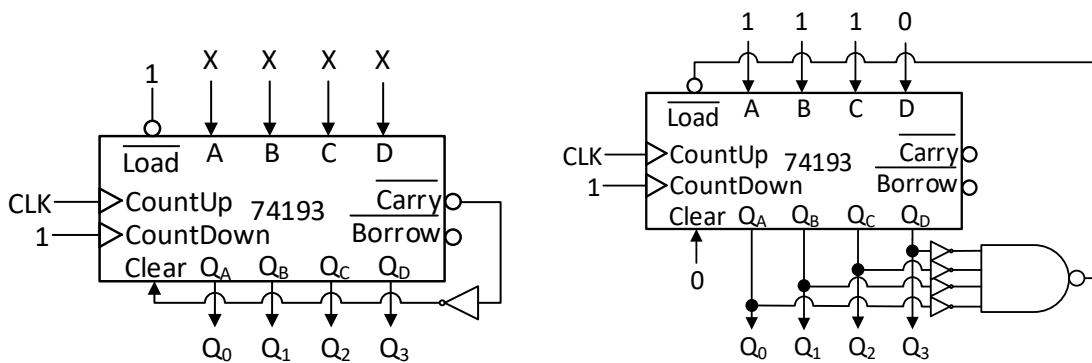 X X X X
1
Load A B C D
CLK
CountUp 74193 Carry
1
CountDown Borrow
Clear QA QB QC QD
Q0 Q1 Q2 Q3
1 1 1 0
Load A B C D
CLK
CountUp 74193 Carry
1
CountDown Borrow
Clear QA QB QC QD
0
Q0 Q1 Q2 Q3